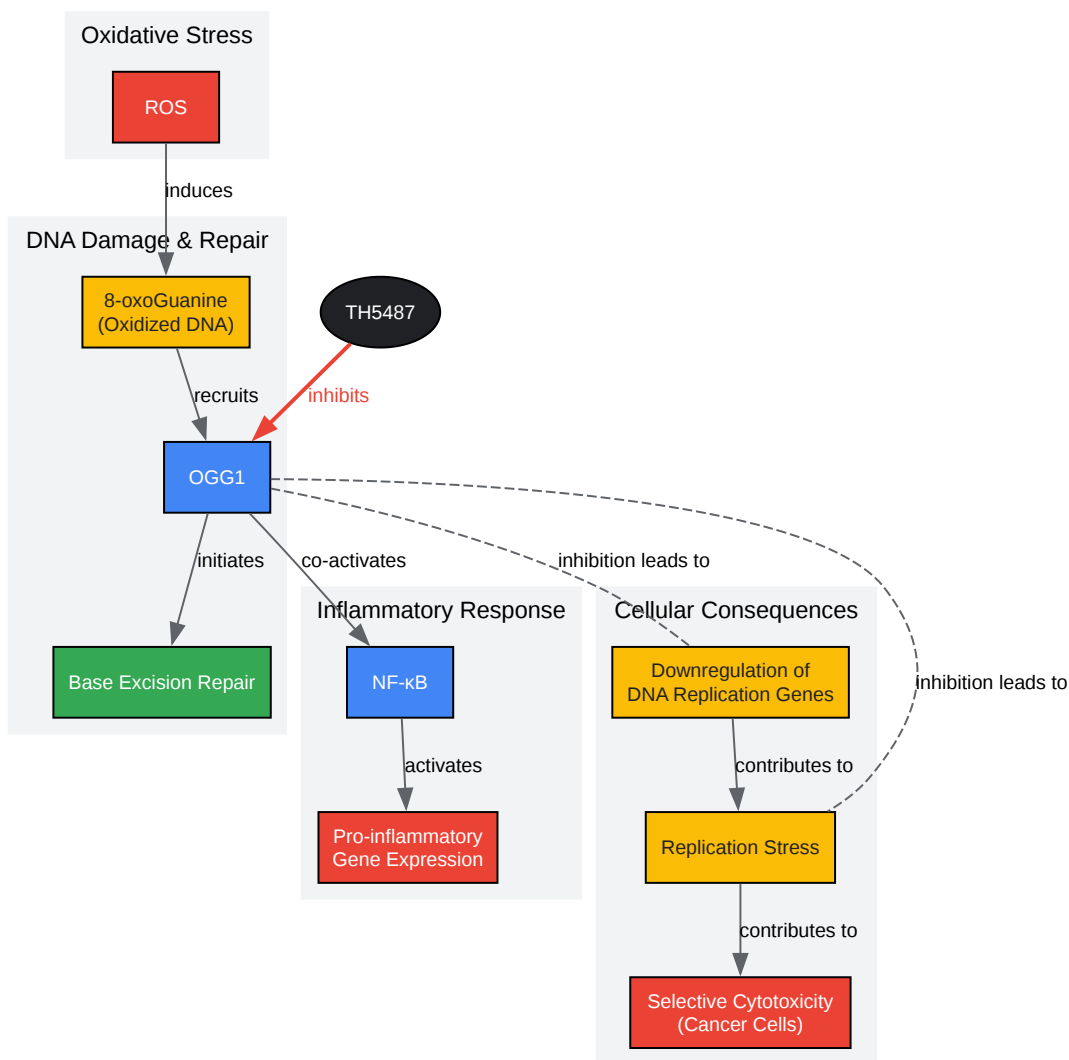 Oxidative Stress
ROS
induces
DNA Damage & Repair
8-oxoGuanine
(Oxidized DNA)
TH5487
recruits
inhibits
OGG1
initiates
co-activates
inhibition leads to
Inflammatory Response
Cellular Consequences
Base Excision Repair
NF-κB
Downregulation of
DNA Replication Genes
inhibition leads to
activates
contributes to
Pro-inflammatory
Gene Expression
Replication Stress
contributes to
Selective Cytotoxicity
(Cancer Cells)